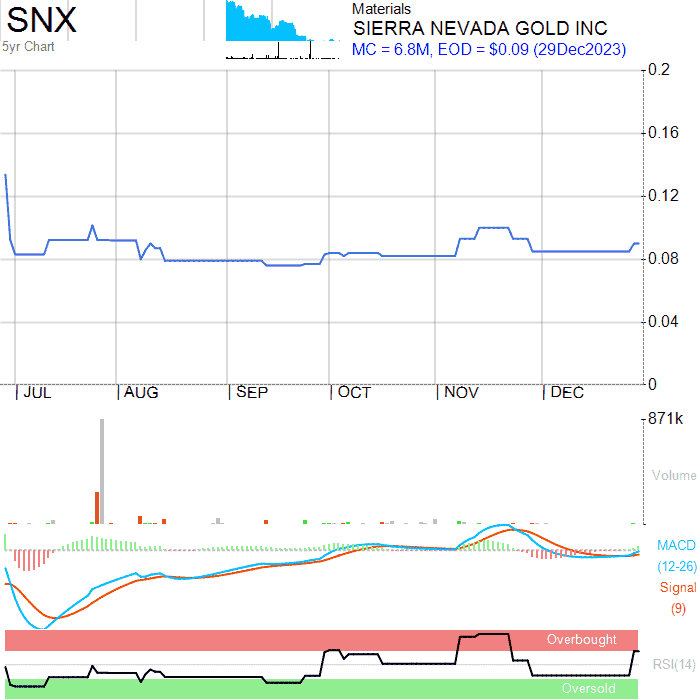 SNX
5yr Chart
Materials
SIERRA NEVADA GOLD INC
MC = 6.8M, EOD = $0.09 (29Dec2023)
0.2
0.16
0.12
0.08
0.04
0
JUL AUG SEP OCT NOV DEC
871k
Volume
MACD
(12-26)
Signal
(9)
Overbought
RSI(14)
Oversold